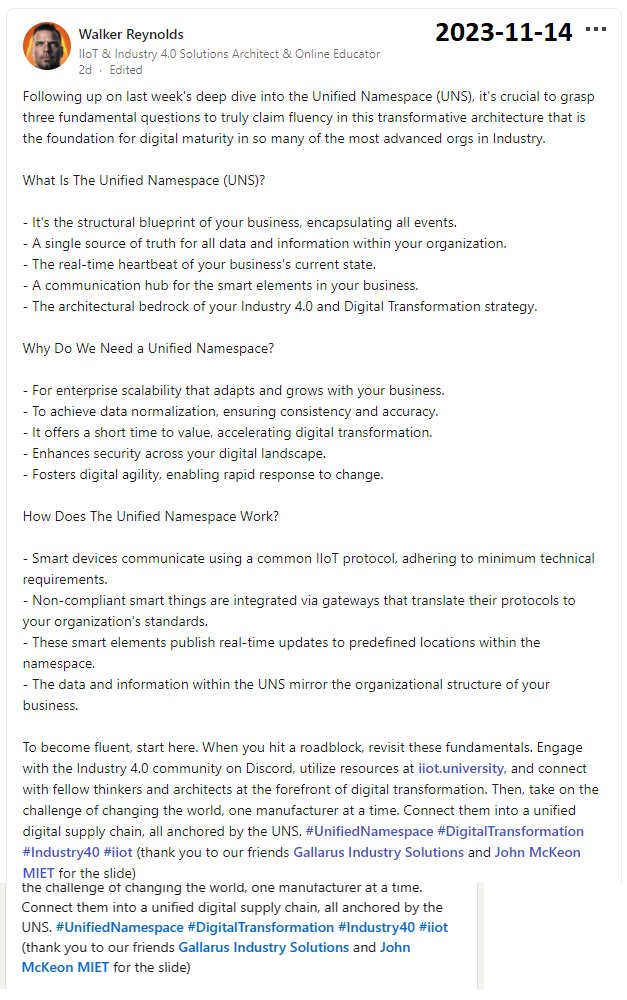 Walker Reynolds
2023-11-14
IIoT & Industry 4.0 Solutions Architect & Online Educator
2d · Edited
Following up on last week's deep dive into the Unified Namespace (UNS), it's crucial to grasp
three fundamental questions to truly claim fluency in this transformative architecture that is
the foundation for digital maturity in so many of the most advanced orgs in Industry.
What Is The Unified Namespace (UNS)?
- It's the structural blueprint of your business, encapsulating all events.
- A single source of truth for all data and information within your organization.
- The real-time heartbeat of your business's current state.
- A communication hub for the smart elements in your business.
- The architectural bedrock of your Industry 4.0 and Digital Transformation strategy.
Why Do We Need a Unified Namespace?
- For enterprise scalability that adapts and grows with your business.
- To achieve data normalization, ensuring consistency and accuracy.
- It offers a short time to value, accelerating digital transformation.
- Enhances security across your digital landscape.
- Fosters digital agility, enabling rapid response to change.
How Does The Unified Namespace Work?
- Smart devices communicate using a common IIoT protocol, adhering to minimum technical
requirements.
- Non-compliant smart things are integrated via gateways that translate their protocols to
your organization's standards.
- These smart elements publish real-time updates to predefined locations within the
namespace.
- The data and information within the UNS mirror the organizational structure of your
business.
To become fluent, start here. When you hit a roadblock, revisit these fundamentals. Engage
with the Industry 4.0 community on Discord, utilize resources at iiot.university, and connect
with fellow thinkers and architects at the forefront of digital transformation. Then, take on the
challenge of changing the world, one manufacturer at a time. Connect them into a unified
digital supply chain, all anchored by the UNS. #UnifiedNamespace #DigitalTransformation
#Industry40 #iiot (thank you to our friends Gallarus Industry Solutions and John McKeon
MIET for the slide)
the challenge of changing the world, one manufacturer at a time.
Connect them into a unified digital supply chain, all anchored by the
UNS. #UnifiedNamespace #DigitalTransformation #Industry40 #iiot
(thank you to our friends Gallarus Industry Solutions and John
McKeon MIET for the slide)